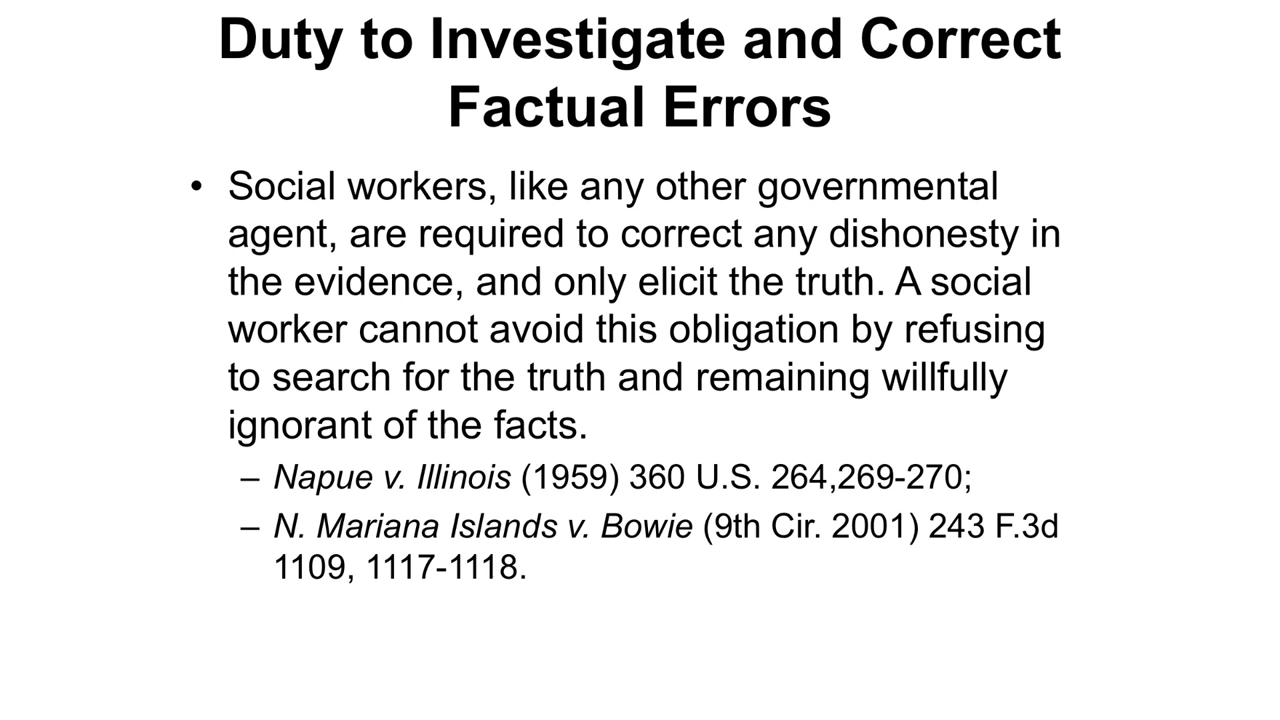 Duty to Investigate and Correct
Factual Errors
• Social workers, like any other governmental
agent, are required to correct any dishonesty in
the evidence, and only elicit the truth. A social
worker cannot avoid this obligation by refusing
to search for the truth and remaining willfully
ignorant of the facts.
– Napue v. Illinois (1959) 360 U.S. 264,269-270;
– N. Mariana Islands v. Bowie (9th Cir. 2001) 243 F.3d
1109, 1117-1118.